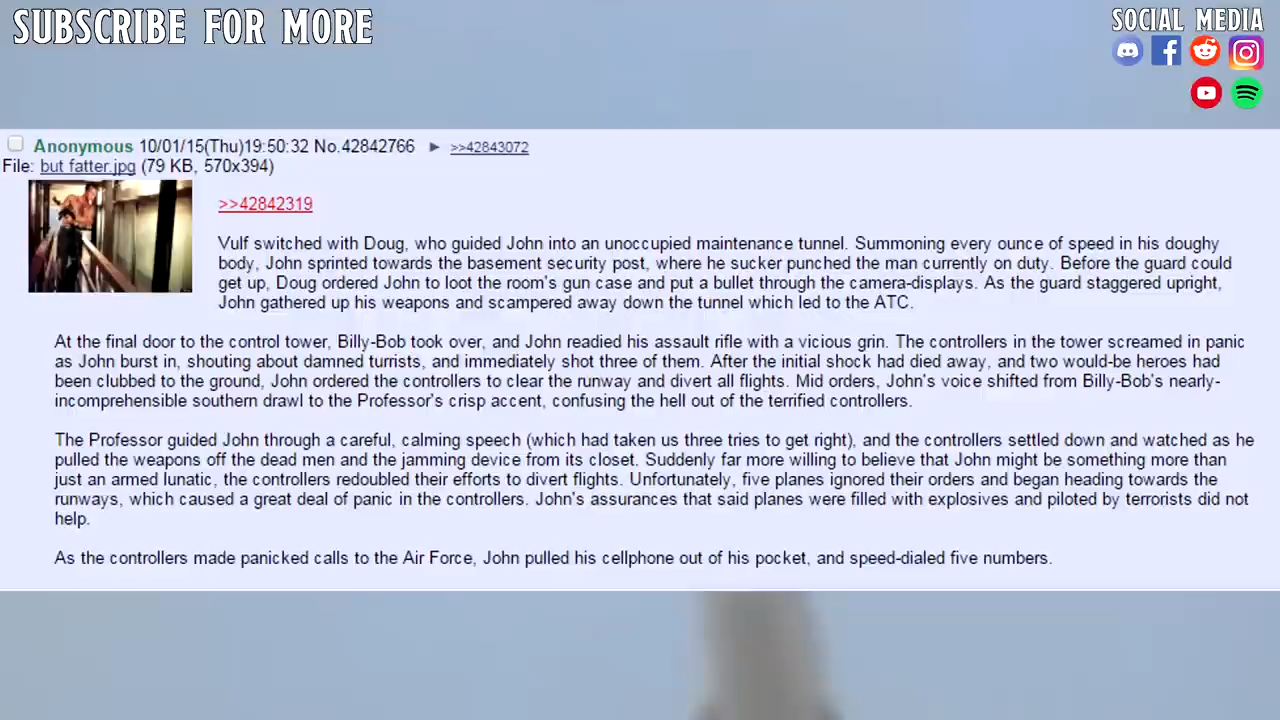 SUBSCRIBE FOR MORE
SOCIAL MEDIA
Anonymous 10/01/15(Thu)19:50:32 No.42842766 ► >>42843072
File: but fatter.jpg (79 KB, 570x394)
>>42842319
Vulf switched with Doug, who guided John into an unoccupied maintenance tunnel. Summoning every ounce of speed in his doughy
body, John sprinted towards the basement security post, where he sucker punched the man currently on duty. Before the guard could
get up, Doug ordered John to loot the room's gun case and put a bullet through the camera-displays. As the guard staggered upright,
John gathered up his weapons and scampered away down the tunnel which led to the ATC.
At the final door to the control tower, Billy-Bob took over, and John readied his assault rifle with a vicious grin. The controllers in the tower screamed in panic
as John burst in, shouting about damned turrists, and immediately shot three of them. After the initial shock had died away, and two would-be heroes had
been clubbed to the ground, John ordered the controllers to clear the runway and divert all flights. Mid orders, John's voice shifted from Billy-Bob's nearly-
incomprehensible southern drawl to the Professor's crisp accent, confusing the hell out of the terrified controllers.
The Professor guided John through a careful, calming speech (which had taken us three tries to get right), and the controllers settled down and watched as he
pulled the weapons off the dead men and the jamming device from its closet. Suddenly far more willing to believe that John might be something more than
just an armed lunatic, the controllers redoubled their efforts to divert flights. Unfortunately, five planes ignored their orders and began heading towards the
runways, which caused a great deal of panic in the controllers. John's assurances that said planes were filled with explosives and piloted by terrorists did not
help.
As the controllers made panicked calls to the Air Force, John pulled his cellphone out of his pocket, and speed-dialed five numbers.